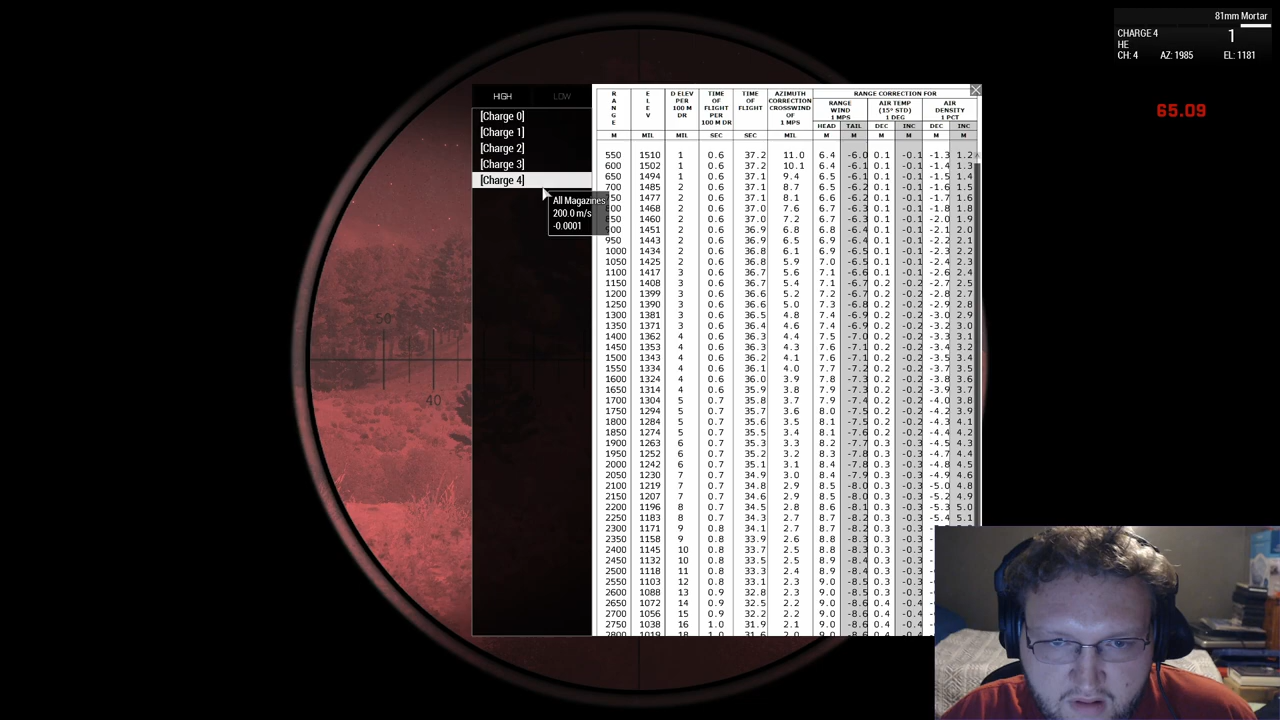 81mm Mortar
CHARGE 4 1
HE
CH: 4 AZ: 1985 EL: 1181
65.09
HIGH LOW
[Charge 0]
[Charge 1]
[Charge 2]
[Charge 3]
[Charge 4]
All Magazines
200.0 m/s
-0.0001
50
40
RANGE ELEV D ELEV PER 100 M DR TIME OF FLIGHT PER 100 M DR TIME OF FLIGHT AZIMUTH CORRECTION CROSSWIND OF 1 MPS RANGE CORRECTION FOR
RANGE WIND 1 MPS AIR TEMP (15° STD) 1 DEG AIR DENSITY 1 PCT
HEAD TAIL DEC INC DEC INC
M MIL MIL SEC SEC MIL M M M M M M
550 1510 1 0.6 37.2 11.0 6.4 -6.0 0.1 -0.1 -1.3 1.2
600 1502 1 0.6 37.2 10.1 6.4 -6.1 0.1 -0.1 -1.4 1.3
650 1494 1 0.6 37.2 9.4 6.5 -6.1 0.1 -0.1 -1.5 1.4
700 1485 2 0.6 37.1 8.7 6.5 -6.2 0.1 -0.1 -1.6 1.5
1477 2 0.6 37.1 8.1 6.6 -6.2 0.1 -0.1 -1.7 1.6
1468 2 0.6 37.0 7.6 6.7 -6.3 0.1 -0.1 -1.8 1.8
1460 2 0.6 37.0 7.2 6.7 -6.3 0.1 -0.1 -2.0 1.9
1451 2 0.6 36.9 6.8 6.8 -6.4 0.1 -0.1 -2.1 2.0
950 1443 2 0.6 36.9 6.5 6.9 -6.4 0.1 -0.1 -2.2 2.1
1000 1434 2 0.6 36.8 6.1 6.9 -6.5 0.1 -0.1 -2.3 2.2
1050 1425 2 0.6 36.8 5.9 7.0 -6.5 0.1 -0.1 -2.4 2.3
1100 1417 3 0.6 36.7 5.6 7.1 -6.6 0.1 -0.1 -2.6 2.4
1150 1408 3 0.6 36.7 5.4 7.1 -6.7 0.2 -0.1 -2.7 2.5
1200 1399 3 0.6 36.6 5.2 7.2 -6.7 0.2 -0.1 -2.8 2.7
1250 1390 3 0.6 36.6 5.0 7.3 -6.8 0.2 -0.2 -2.9 2.8
1300 1381 3 0.6 36.5 4.8 7.4 -6.9 0.2 -0.2 -3.0 2.9
1350 1371 3 0.6 36.4 4.6 7.4 -6.9 0.2 -0.2 -3.2 3.0
1400 1362 4 0.6 36.3 4.4 7.5 -7.0 0.2 -0.2 -3.3 3.1
1450 1353 4 0.6 36.3 4.3 7.6 -7.1 0.2 -0.2 -3.4 3.2
1500 1343 4 0.6 36.2 4.1 7.6 -7.1 0.2 -0.2 -3.5 3.4
1550 1334 4 0.6 36.1 4.0 7.7 -7.2 0.2 -0.2 -3.7 3.5
1600 1324 4 0.6 36.0 3.9 7.8 -7.3 0.2 -0.2 -3.8 3.6
1650 1314 4 0.6 35.9 3.8 7.9 -7.3 0.2 -0.2 -3.9 3.7
1700 1304 5 0.7 35.8 3.7 7.9 -7.4 0.2 -0.2 -4.0 3.8
1750 1294 5 0.7 35.7 3.6 8.0 -7.5 0.2 -0.2 -4.2 3.9
1800 1284 5 0.7 35.6 3.5 8.1 -7.5 0.2 -0.2 -4.3 4.1
1850 1274 5 0.7 35.5 3.4 8.1 -7.6 0.2 -0.2 -4.4 4.2
1900 1263 6 0.7 35.3 3.3 8.2 -7.7 0.3 -0.2 -4.5 4.3
1950 1252 6 0.7 35.2 3.2 8.3 -7.8 0.3 -0.2 -4.7 4.4
2000 1242 6 0.7 35.1 3.1 8.4 -7.8 0.3 -0.3 -4.8 4.5
2050 1230 7 0.7 34.9 3.0 8.4 -7.9 0.3 -0.3 -4.9 4.6
2100 1219 7 0.7 34.8 2.9 8.5 -8.0 0.3 -0.3 -5.0 4.8
2150 1207 7 0.7 34.6 2.9 8.5 -8.0 0.3 -0.3 -5.2 4.9
2200 1196 8 0.7 34.5 2.8 8.6 -8.1 0.3 -0.3 -5.3 5.0
2250 1183 8 0.7 34.3 2.7 8.7 -8.2 0.3 -0.3 -5.4 5.1
2300 1171 9 0.8 34.1 2.7 8.7 -8.2 0.3 -0.3
2350 1158 9 0.8 33.9 2.6 8.8 -8.3 0.3 -0.3
2400 1145 10 0.8 33.7 2.5 8.8 -8.3 0.3 -0.3
2450 1132 10 0.8 33.5 2.5 8.9 -8.4 0.3 -0.3
2500 1118 11 0.8 33.3 2.4 8.9 -8.4 0.3 -0.3
2550 1103 12 0.8 33.1 2.3 9.0 -8.5 0.3 -0.3
2600 1088 13 0.9 32.8 2.3 9.0 -8.5 0.3 -0.3
2650 1072 14 0.9 32.5 2.2 9.0 -8.6 0.4 -0.3
2700 1056 15 0.9 32.2 2.2 9.0 -8.6 0.4 -0.4
2750 1038 16 1.0 31.9 2.1 9.0 -8.6 0.4 -0.4
2800 1019 18 1.0 31.6 2.0 9.0 -8.6 0.4 -0.4